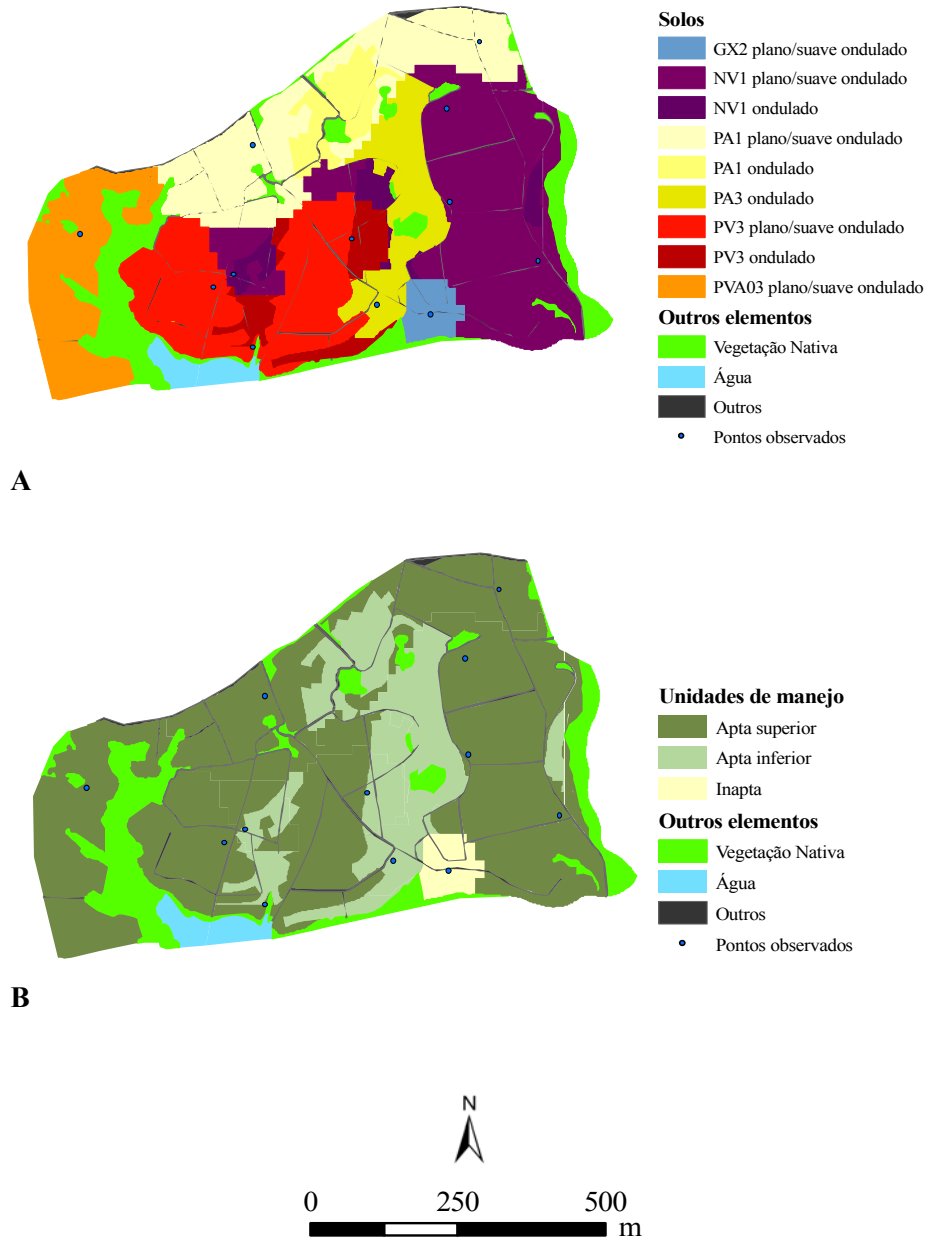 Solos
GX2 plano/suave ondulado
NV1 plano/suave ondulado
NV1 ondulado
PA1 plano/suave ondulado
PA1 ondulado
PA3 ondulado
PV3 plano/suave ondulado
PV3 ondulado
PVA03 plano/suave ondulado
Outros elementos
Vegetação Nativa
Água
Outros
Pontos observados
A
Unidades de manejo
Apta superior
Apta inferior
Inapta
Outros elementos
Vegetação Nativa
Água
Outros
Pontos observados
B
N
0 250 500
m